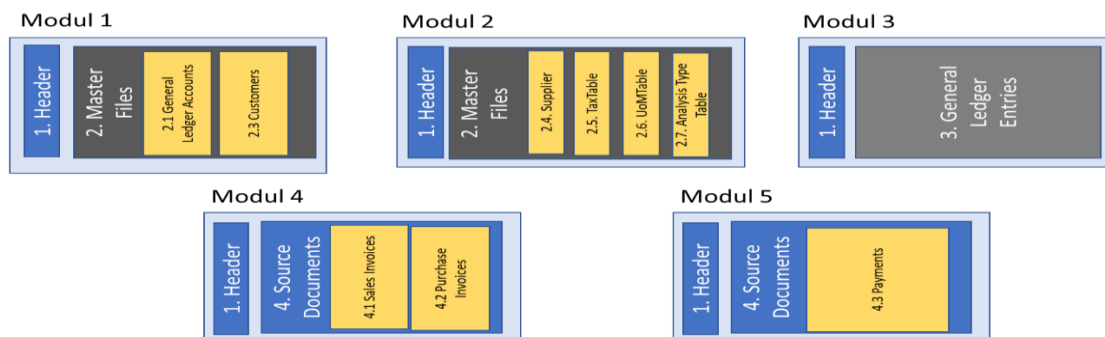 Modul 1
1. Header
2. Master
Files
2.1 General
Ledger Accounts
2.3 Customers
Modul 2
1. Header
2. Master
Files
2.4. Supplier
2.5. TaxTable
2.6. UoMTable
2.7. Analysis Type
Table
Modul 3
1. Header
3. General
Ledger
Entries
Modul 4
1. Header
4. Source
Documents
4.1 Sales Invoices
4.2 Purchase
Invoices
Modul 5
1. Header
4. Source
Documents
4.3 Payments